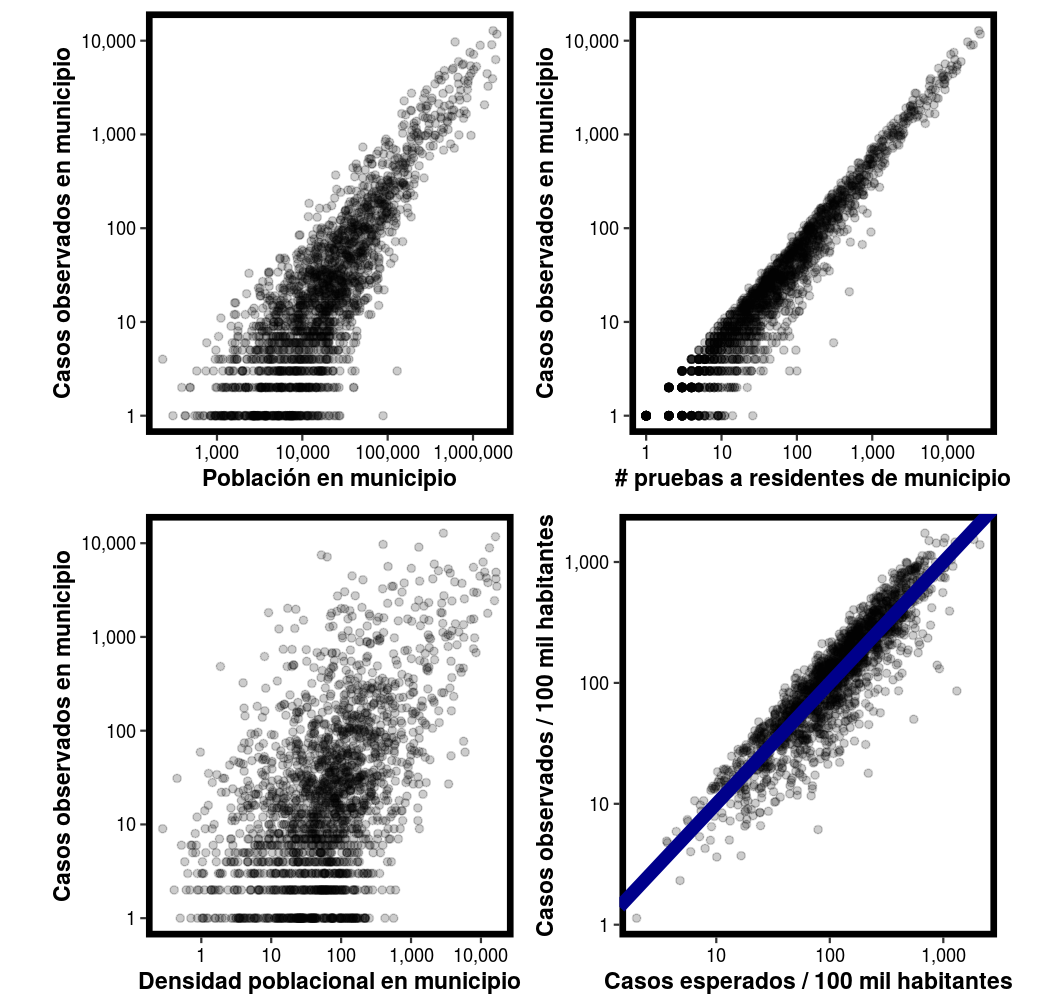 Casos observados en municipio
10,000
1,000
100
10
1
1,000 10,000 100,000 1,000,000
Población en municipio
Casos observados en municipio
10,000
1,000
100
10
1
1 10 100 1,000 10,000
# pruebas a residentes de municipio
Casos observados en municipio
10,000
1,000
100
10
1
1 10 100 1,000 10,000
Densidad poblacional en municipio
Casos observados / 100 mil habitantes
1,000
100
10
1
10 100 1,000
Casos esperados / 100 mil habitantes